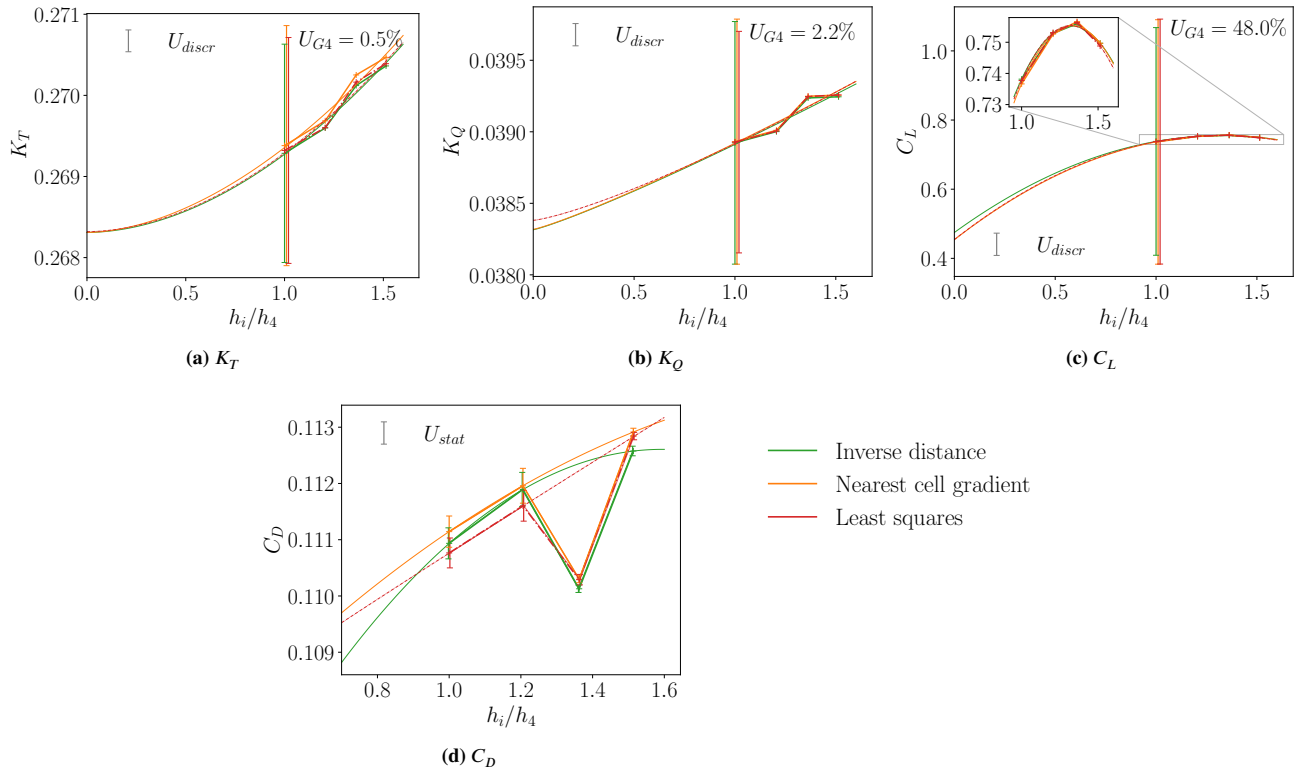 0.271
0.270
0.269
0.268
K_T
U_discr
U_G4 = 0.5%
0.0 0.5 1.0 1.5
h_i/h_4
(a) K_T
0.0395
0.0390
0.0385
0.0380
K_Q
U_discr
U_G4 = 2.2%
0.0 0.5 1.0 1.5
h_i/h_4
(b) K_Q
1.0
0.8
0.6
0.4
C_L
0.75
0.74
0.73
1.0 1.5
U_G4 = 48.0%
U_discr
0.0 0.5 1.0 1.5
h_i/h_4
(c) C_L
0.113
0.112
0.111
0.110
0.109
C_D
U_stat
0.8 1.0 1.2 1.4 1.6
h_i/h_4
(d) C_D
Inverse distance
Nearest cell gradient
Least squares